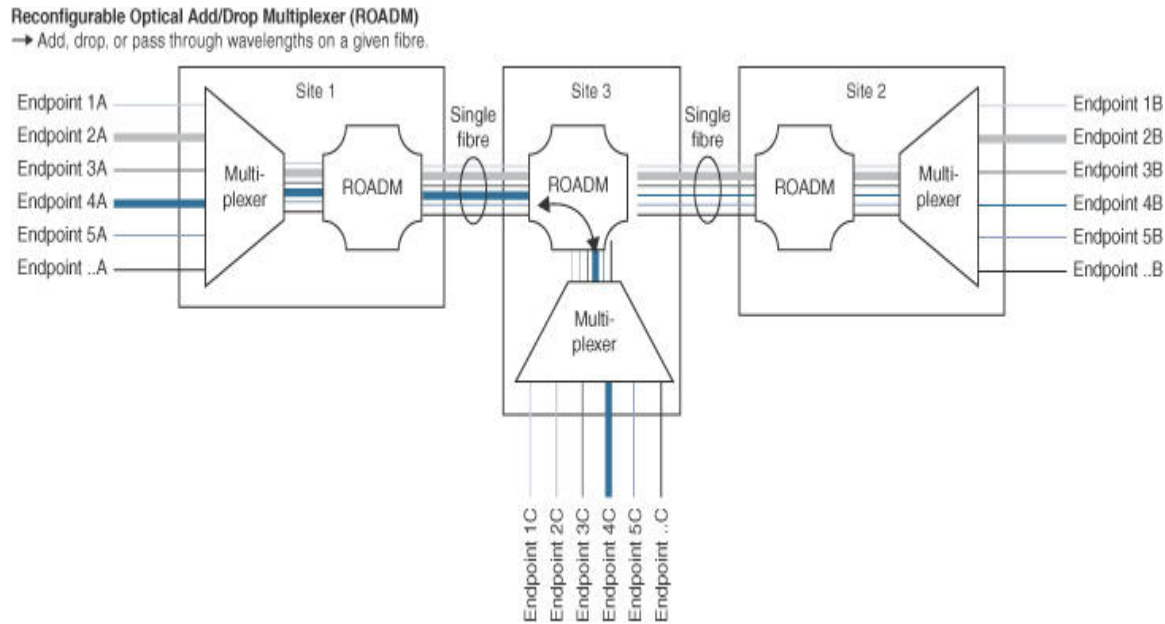 Reconfigurable Optical Add/Drop Multiplexer (ROADM)
→ Add, drop, or pass through wavelengths on a given fibre.
Site 1
Site 3
Site 2
Endpoint 1A
Endpoint 2A
Endpoint 3A
Endpoint 4A
Endpoint 5A
Endpoint ..A
Multi-
plexer
ROADM
Single
fibre
ROADM
Single
fibre
ROADM
Multi-
plexer
Endpoint 1B
Endpoint 2B
Endpoint 3B
Endpoint 4B
Endpoint 5B
Endpoint ..B
Multi-
plexer
Endpoint 1C
Endpoint 2C
Endpoint 3C
Endpoint 4C
Endpoint 5C
Endpoint ..C